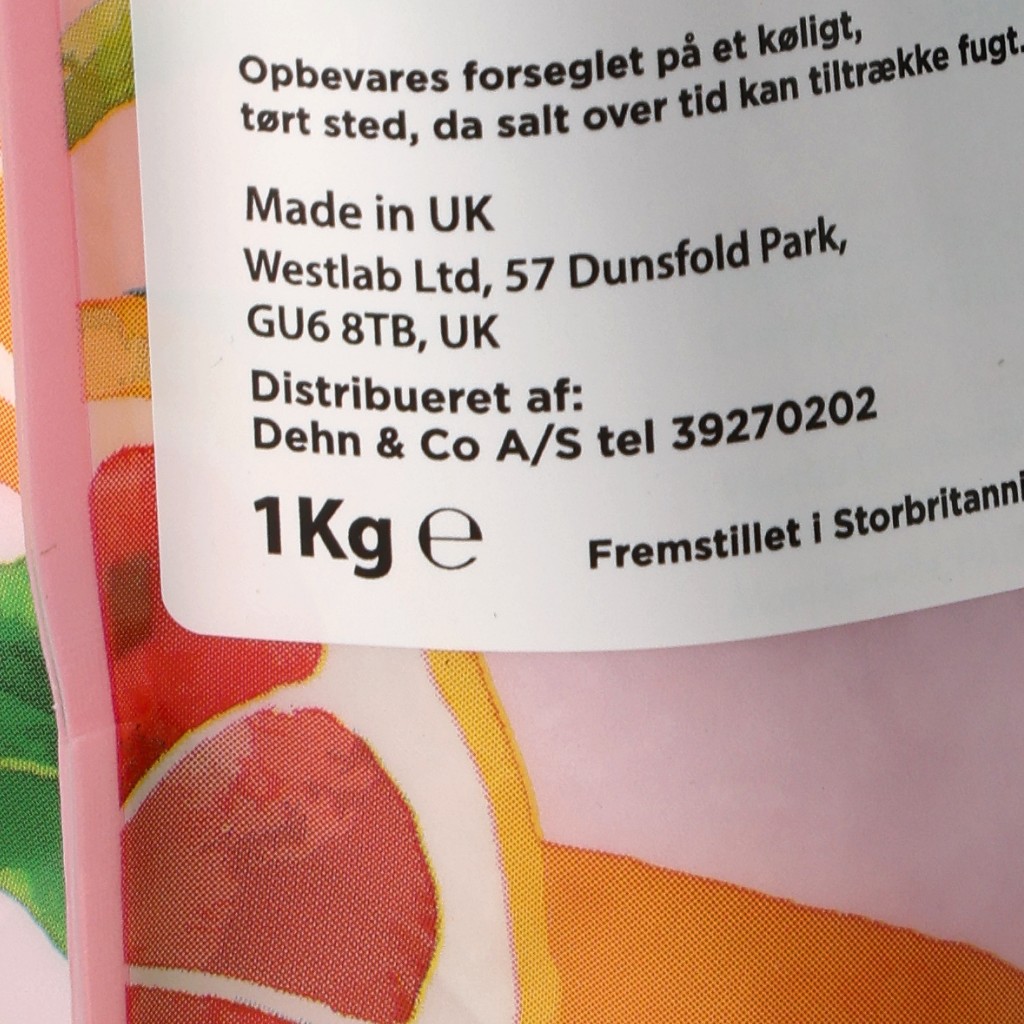 Opbevares forseglet på et køligt,
tørt sted, da salt over tid kan tiltrække fugt.
Made in UK
Westlab Ltd, 57 Dunsfold Park,
GU6 8TB, UK
Distribueret af:
Dehn & Co A/S tel 39270202
1Kg ℮
Fremstillet i Storbritanni